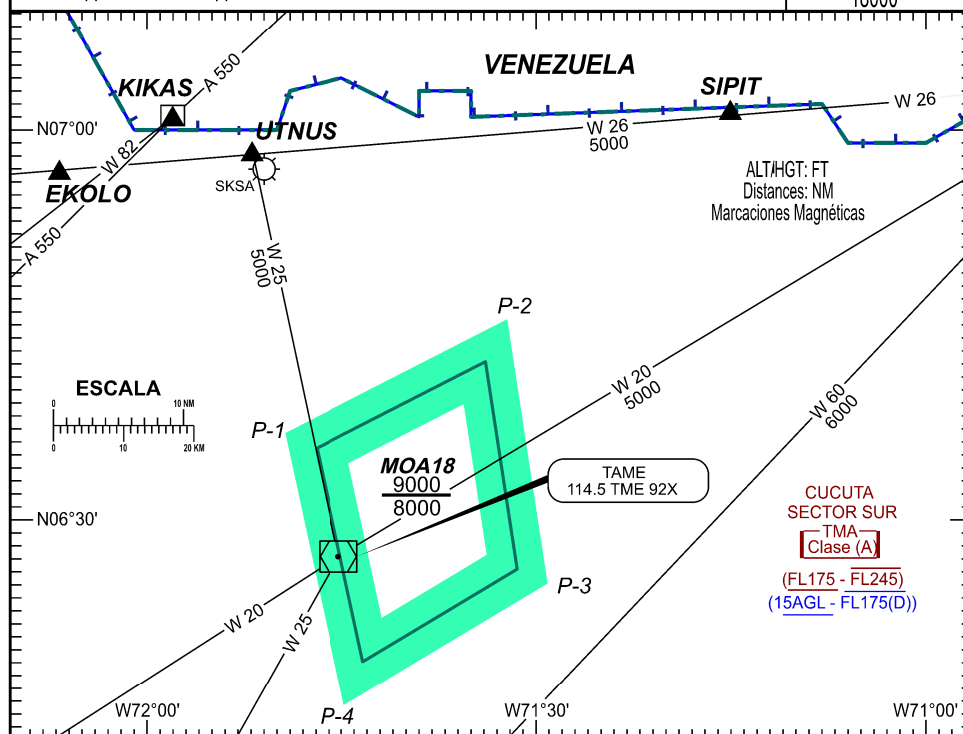 10000
VENEZUELA
KIKAS
A 550
SIPIT
W 26
N07°00'
UTNUS
W 26
5000
W 82
EKOLO
SKSA
ALT/HGT: FT
Distances: NM
Marcaciones Magnéticas
A 550
W 25
5000
P-2
ESCALA
0 10 NM
0 10 20 KM
W 20
5000
W 60
6000
P-1
MOA18
9000
8000
TAME
114.5 TME 92X
N06°30'
CUCUTA
SECTOR SUR
TMA
Clase (A)
(FL175 - FL245)
(15AGL - FL175(D))
P-3
W 20
W 25
P-4
W72°00'
W71°30'
W71°00'